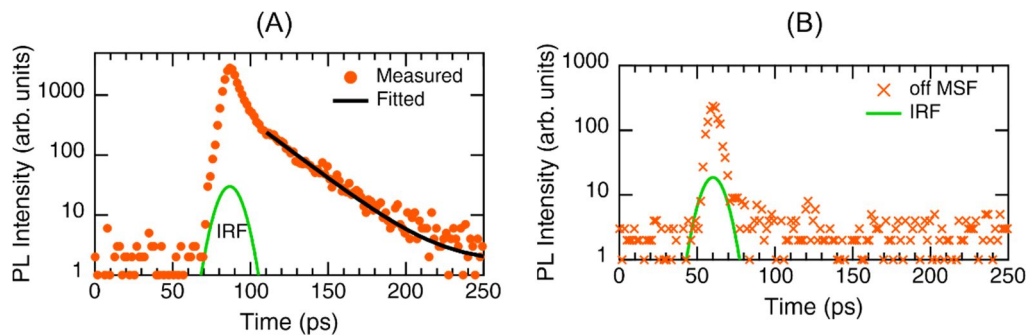 (A)
PL Intensity (arb. units)
1000
100
10
1
Measured
Fitted
IRF
0 50 100 150 200 250
Time (ps)
(B)
PL Intensity (arb. units)
1000
100
10
1
off MSF
IRF
0 50 100 150 200 250
Time (ps)